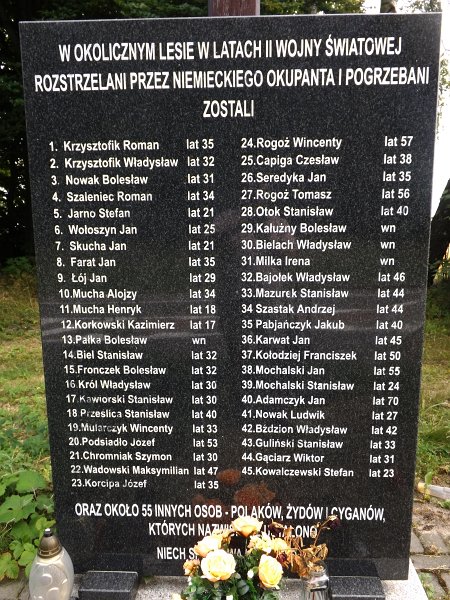 W OKOLICZNYM LESIE W LATACH II WOJNY ŚWIATOWEJ
ROZSTRZELANI PRZEZ NIEMIECKIEGO OKUPANTA I POGRZEBANI
ZOSTALI
1. Krzysztofik Roman lat 35
2. Krzysztofik Władysław lat 32
3. Nowak Bolesław lat 31
4. Szaleniec Roman lat 34
5. Jarno Stefan lat 21
6. Wołoszyn Jan lat 25
7. Skucha Jan lat 21
8. Farat Jan lat 35
9. Łój Jan lat 29
10. Mucha Alojzy lat 34
11. Mucha Henryk lat 18
12. Korkowski Kazimierz lat 17
13. Pałka Bolesław wn
14. Biel Stanisław lat 32
15. Fronczek Bolesław lat 32
16 Król Władysław lat 30
17. Kaworski Stanisław lat 30
18 Prześlica Stanisław lat 40
19. Mularczyk Wincenty lat 33
20. Podsiadło Józef lat 53
21. Chromniak Szymon lat 30
22. Wadowski Maksymilian lat 47
23. Korcipa Józef lat 35
24. Rogoż Wincenty lat 57
25. Capiga Czesław lat 38
26. Seredyka Jan lat 35
27. Rogoż Tomasz lat 56
28. Otok Stanisław lat 40
29. Kałużny Bolesław wn
30. Bielach Władysław wn
31. Milka Irena wn
32. Bajołek Władysław lat 46
33. Mazurek Stanisław lat 44
34 Szastak Andrzej lat 44
35 Pabjańczyk Jakub lat 40
36. Karwat Jan lat 45
37. Kołodziej Franciszek lat 50
38. Mochalski Jan lat 55
39. Mochalski Stanisław lat 24
40. Adamczyk Jan lat 70
41. Nowak Ludwik lat 27
42. Bździon Władysław lat 42
43. Guliński Stanisław lat 33
44. Gąciarz Wiktor lat 31
45. Kowalczewski Stefan lat 23
ORAZ OKOŁO 55 INNYCH OSÓB - POLAKÓW, ŻYDÓW I CYGANÓW,
KTÓRYCH
NIECH